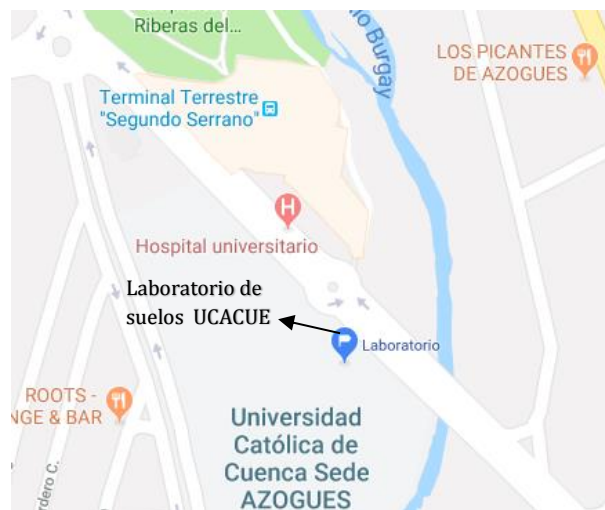 Riberas del...
Burgay
LOS PICANTES
DE AZOGUES
Terminal Terrestre
"Segundo Serrano"
H
Hospital universitario
Laboratorio de
suelos UCACUE
Laboratorio
ROOTS -
NGE & BAR
Universidad
Católica de
Cuenca Sede
AZOGUES
rdero C.